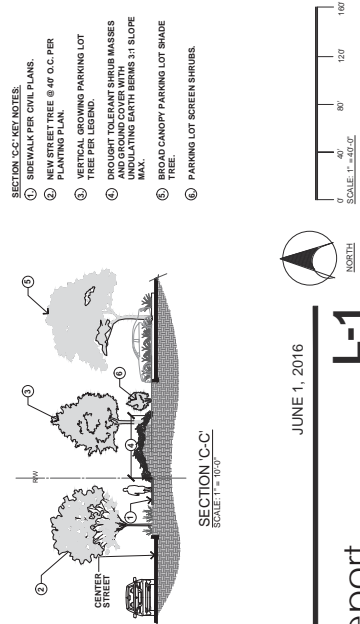 SECTION 'C-C' KEY NOTES:
1. SIDEWALK PER CIVIL PLANS.
2. NEW STREET TREE @ 40' O.C. PER
PLANTING PLAN.
3. VERTICAL GROWING PARKING LOT
TREE PER LEGEND.
4. DROUGHT TOLERANT SHRUB MASSES
AND GROUND COVER WITH
UNDULATING EARTH BERMS 3:1 SLOPE
MAX.
5. BROAD CANOPY PARKING LOT SHADE
TREE.
6. PARKING LOT SCREEN SHRUBS.
2
R/W
3
5
CENTER
STREET
1
4
6
SECTION 'C-C'
SCALE: 1" = 10'-0"
NORTH
0' 40' 80' 120' 160'
SCALE: 1" = 40'-0"
JUNE 1, 2016
L-1